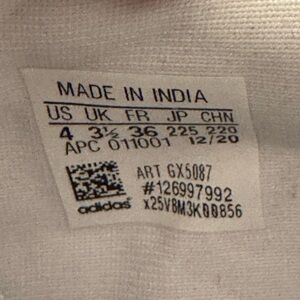 MADE IN INDIA
US UK FR JP CHN
4 3½ 36 225 220
APC 011001 12/20
ART GX5087
#126997992
adidas x25V8M3K00856